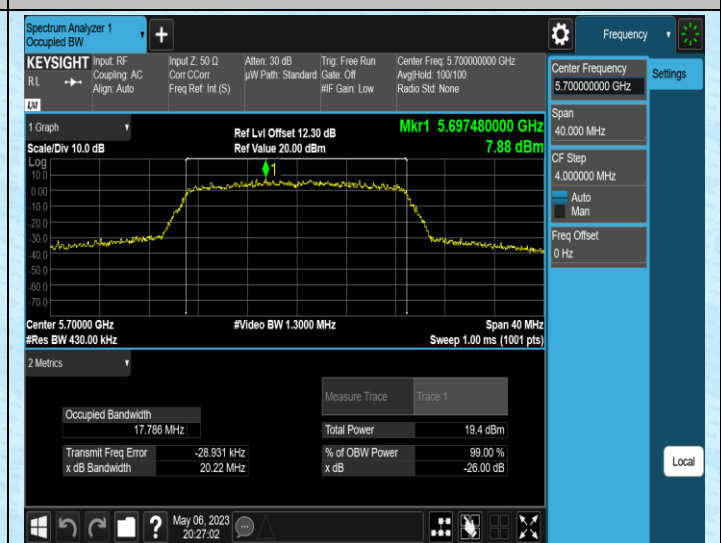 Spectrum Analyzer 1
Occupied BW
+
Frequency
KEYSIGHT
RL
LXI
Input: RF
Coupling: AC
Align: Auto
Input Z: 50 Ω
Corr CCorr
Freq Ref: Int (S)
Atten: 30 dB
µW Path: Standard
Trig: Free Run
Gate: Off
#IF Gain: Low
Center Freq: 5.700000000 GHz
Avg|Hold: 100/100
Radio Std: None
Center Frequency
5.700000000 GHz
Settings
Span
40.000 MHz
CF Step
4.000000 MHz
Auto
Man
Freq Offset
0 Hz
Local
1 Graph
Scale/Div 10.0 dB
Ref Lvl Offset 12.30 dB
Ref Value 20.00 dBm
Mkr1 5.697480000 GHz
7.88 dBm
Log
10.0
0.00
-10.0
-20.0
-30.0
-40.0
-50.0
-60.0
-70.0
1
Center 5.70000 GHz
#Res BW 430.00 kHz
#Video BW 1.3000 MHz
Span 40 MHz
Sweep 1.00 ms (1001 pts)
2 Metrics
Measure Trace
Trace 1
Occupied Bandwidth
17.786 MHz
Total Power
19.4 dBm
Transmit Freq Error
-28.931 kHz
% of OBW Power
99.00 %
x dB Bandwidth
20.22 MHz
x dB
-26.00 dB
?
May 06, 2023
20:27:02